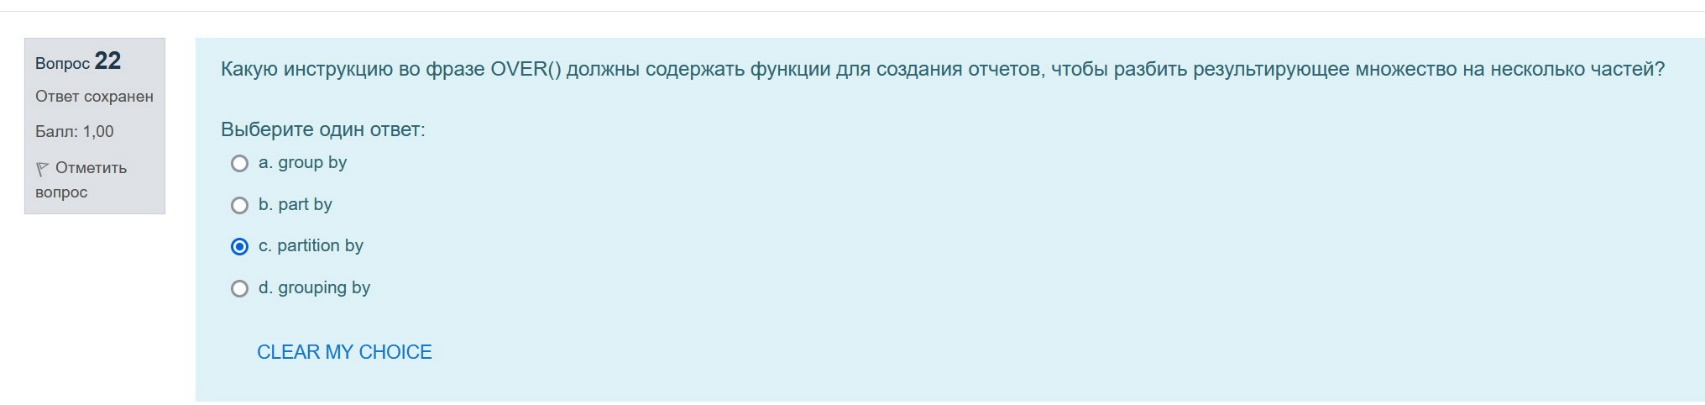 Вопрос 22
Ответ сохранен
Балл: 1,00
Отметить
вопрос
Какую инструкцию во фразе OVER() должны содержать функции для создания отчетов, чтобы разбить результирующее множество на несколько частей?
Выберите один ответ:
a. group by
b. part by
c. partition by
d. grouping by
CLEAR MY CHOICE